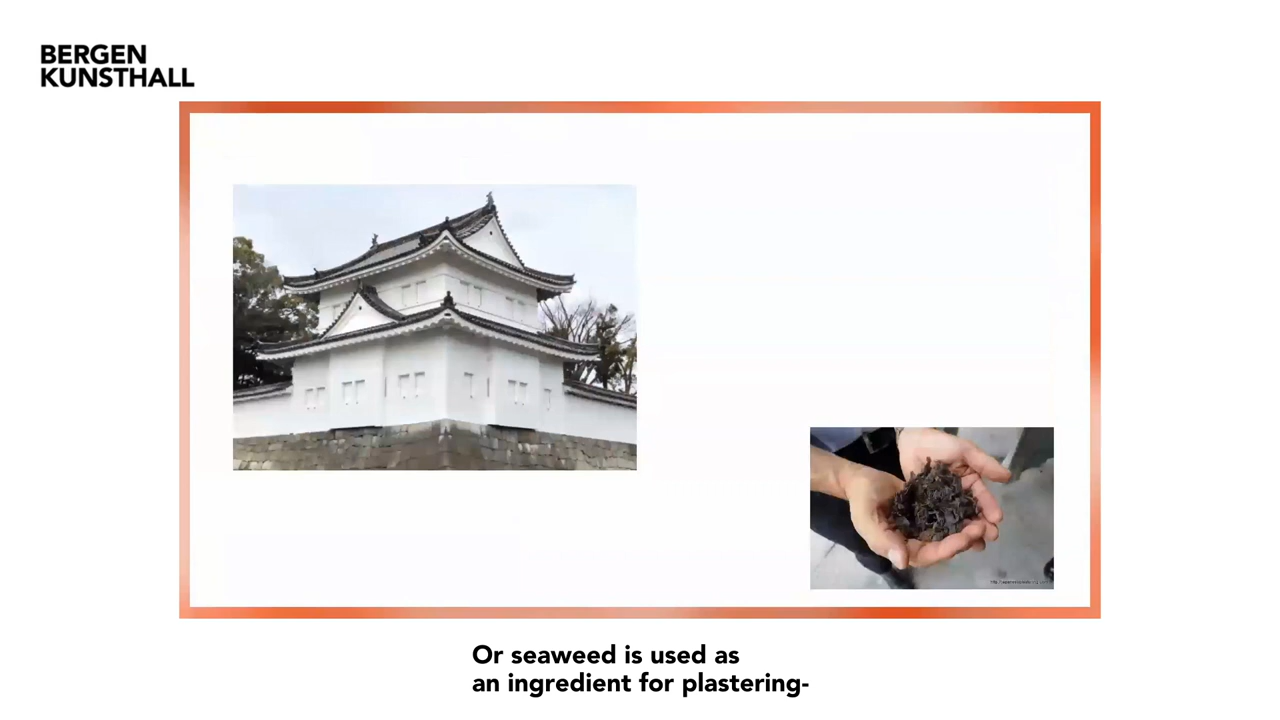 BERGEN
KUNSTHALL
Or seaweed is used as
an ingredient for plastering-